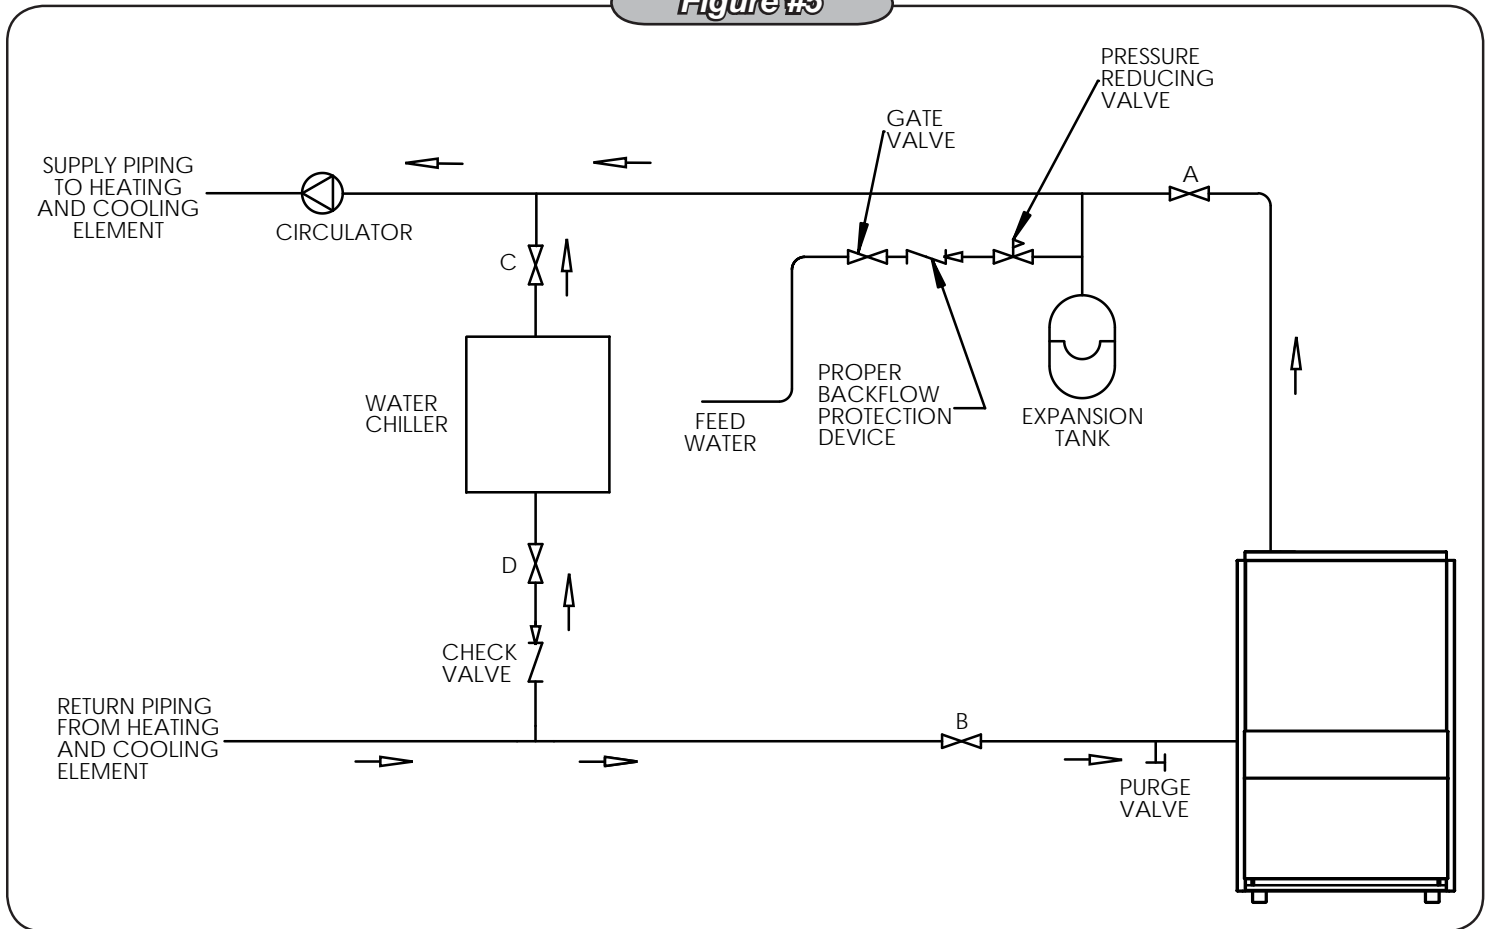 Figure #5
PRESSURE
REDUCING
VALVE
GATE
VALVE
SUPPLY PIPING
TO HEATING
AND COOLING
ELEMENT
CIRCULATOR
A
C
WATER
CHILLER
FEED
WATER
PROPER
BACKFLOW
PROTECTION
DEVICE
EXPANSION
TANK
D
CHECK
VALVE
RETURN PIPING
FROM HEATING
AND COOLING
ELEMENT
B
PURGE
VALVE